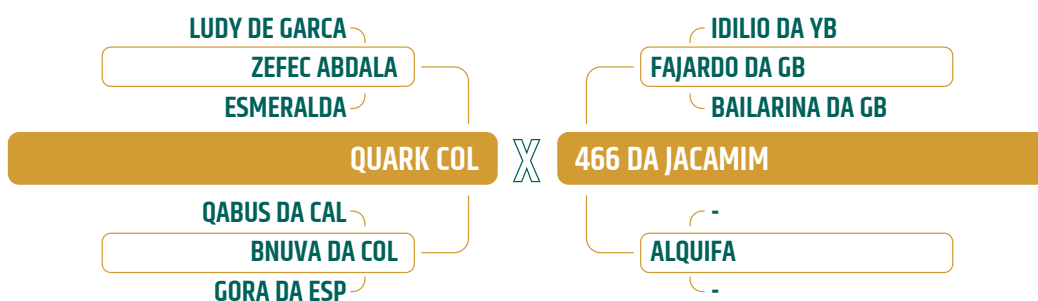 LUDY DE GARCA
ZEFEC ABDALA
ESMERALDA
QUARK COL
QABUS DA CAL
BNUVA DA COL
GORA DA ESP
X
IDILIO DA YB
FAJARDO DA GB
BAILARINA DA GB
466 DA JACAMIM
-
ALQUIFA
-